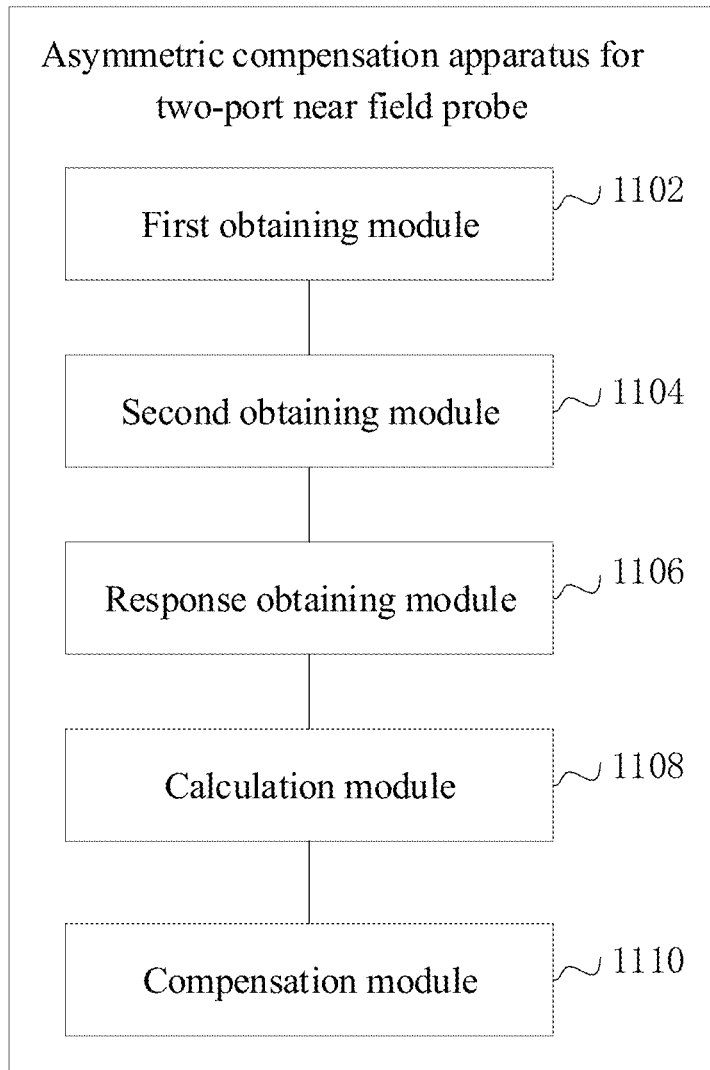 Asymmetric compensation apparatus for
two-port near field probe
First obtaining module
1102
Second obtaining module
1104
Response obtaining module
1106
Calculation module
1108
Compensation module
1110